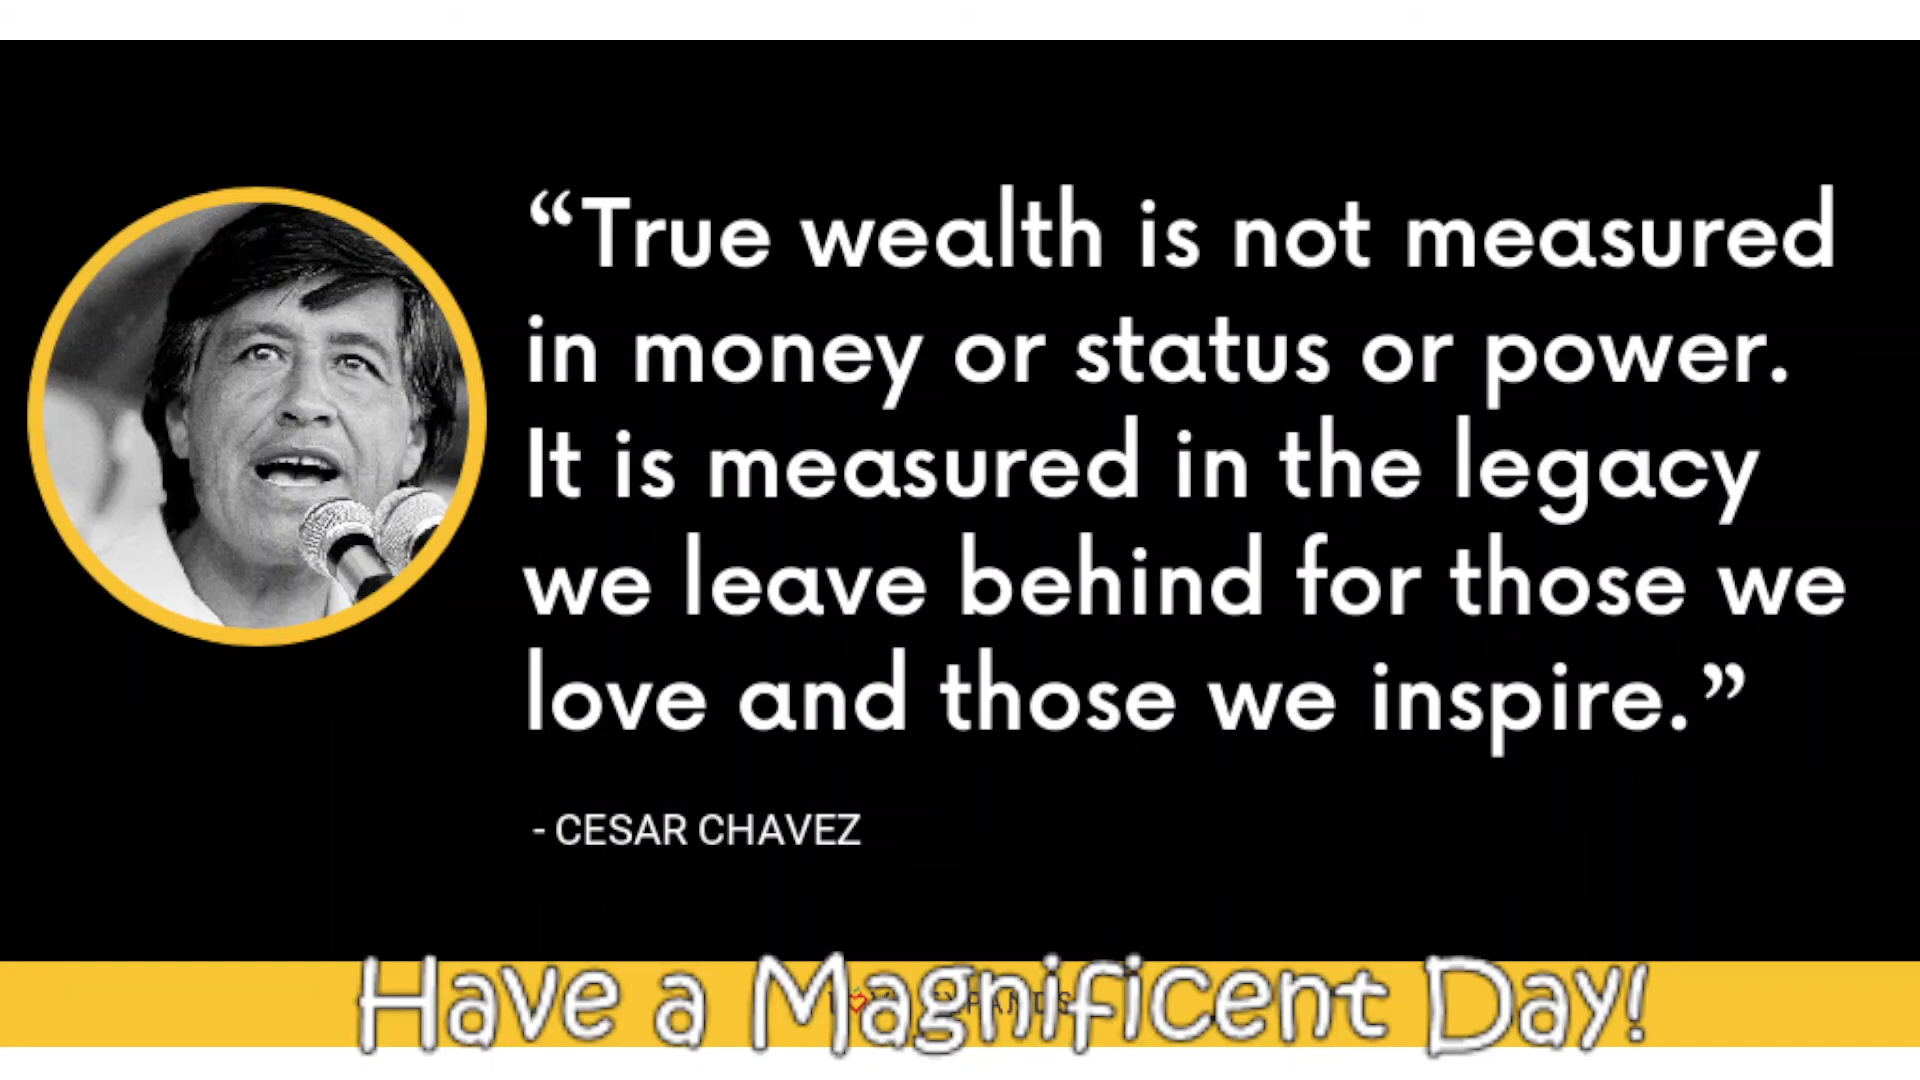 “True wealth is not measured
in money or status or power.
It is measured in the legacy
we leave behind for those we
love and those we inspire.”
- CESAR CHAVEZ
Have a Magnificent Day!